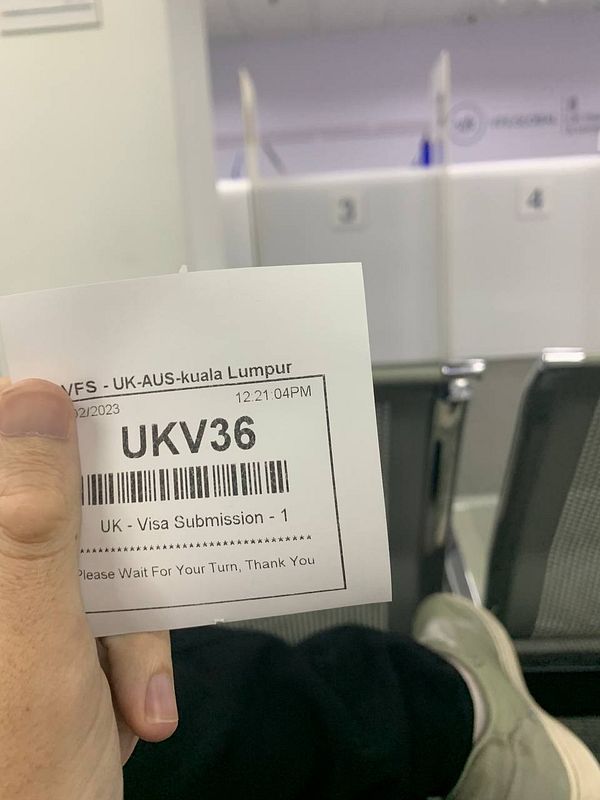 3
4
VFS - UK-AUS-kuala Lumpur
02/2023
12.21:04PM
UKV36
UK - Visa Submission - 1
****************************************
Please Wait For Your Turn, Thank You